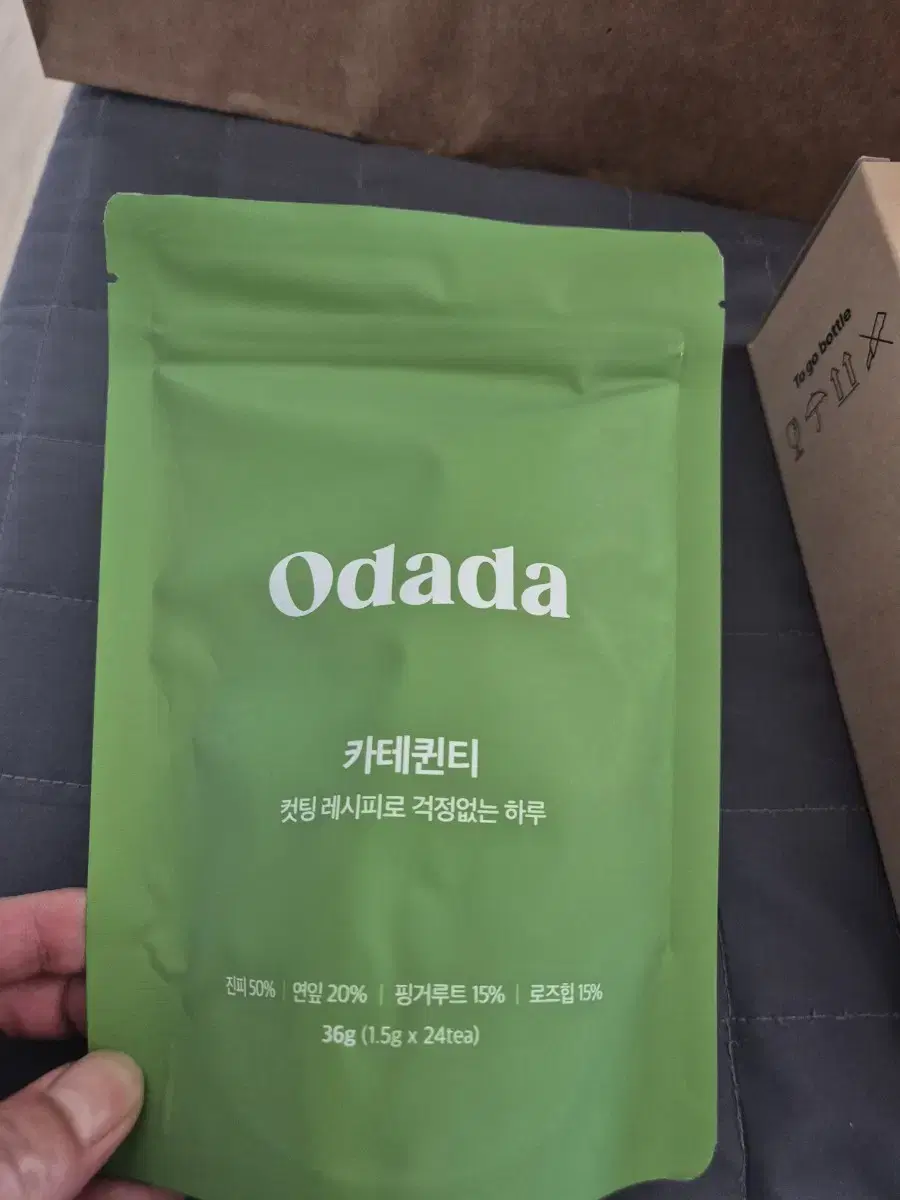 To go bottle
Odada
카테퀸티
컷팅 레시피로 걱정없는 하루
진피 50% | 연잎 20% | 핑거루트 15% | 로즈힙 15%
36g (1.5g x 24tea)